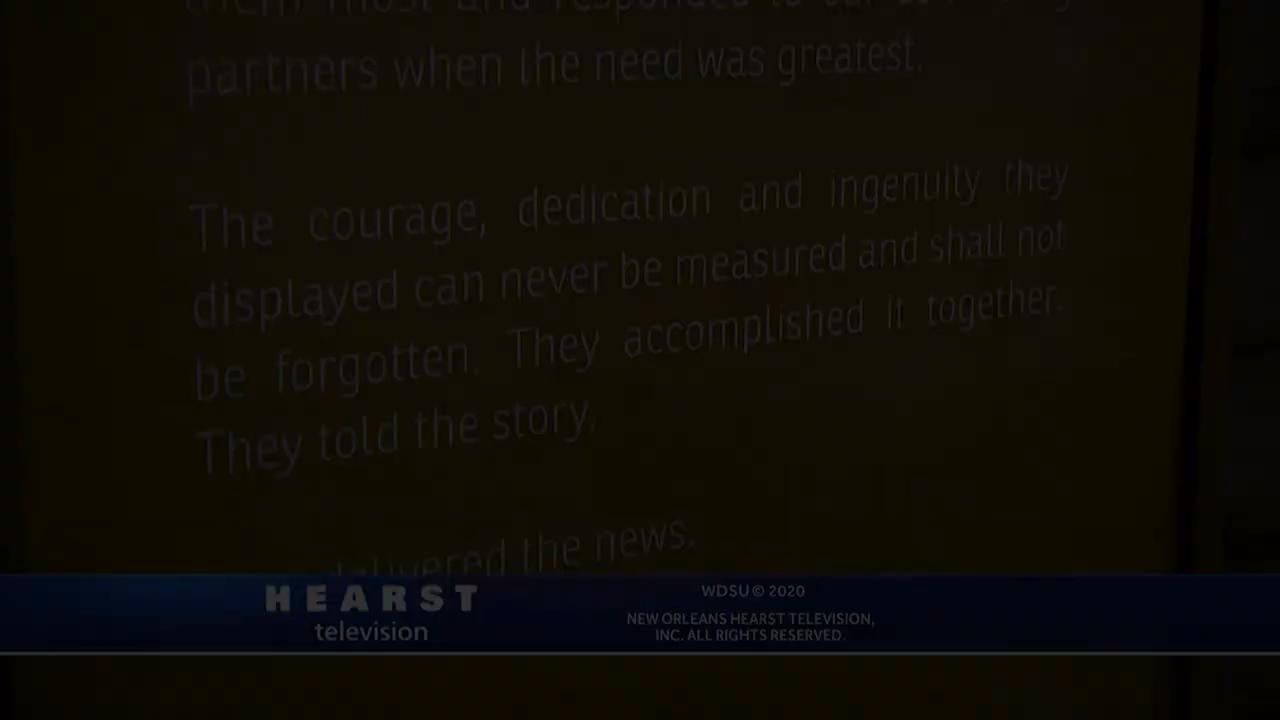 partners when the need was greatest.
The courage, dedication and ingenuity they
displayed can never be measured and shall not
be forgotten. They accomplished it together.
They told the story.
delivered the news.
HEARST
television
WDSU © 2020
NEW ORLEANS HEARST TELEVISION,
INC. ALL RIGHTS RESERVED.